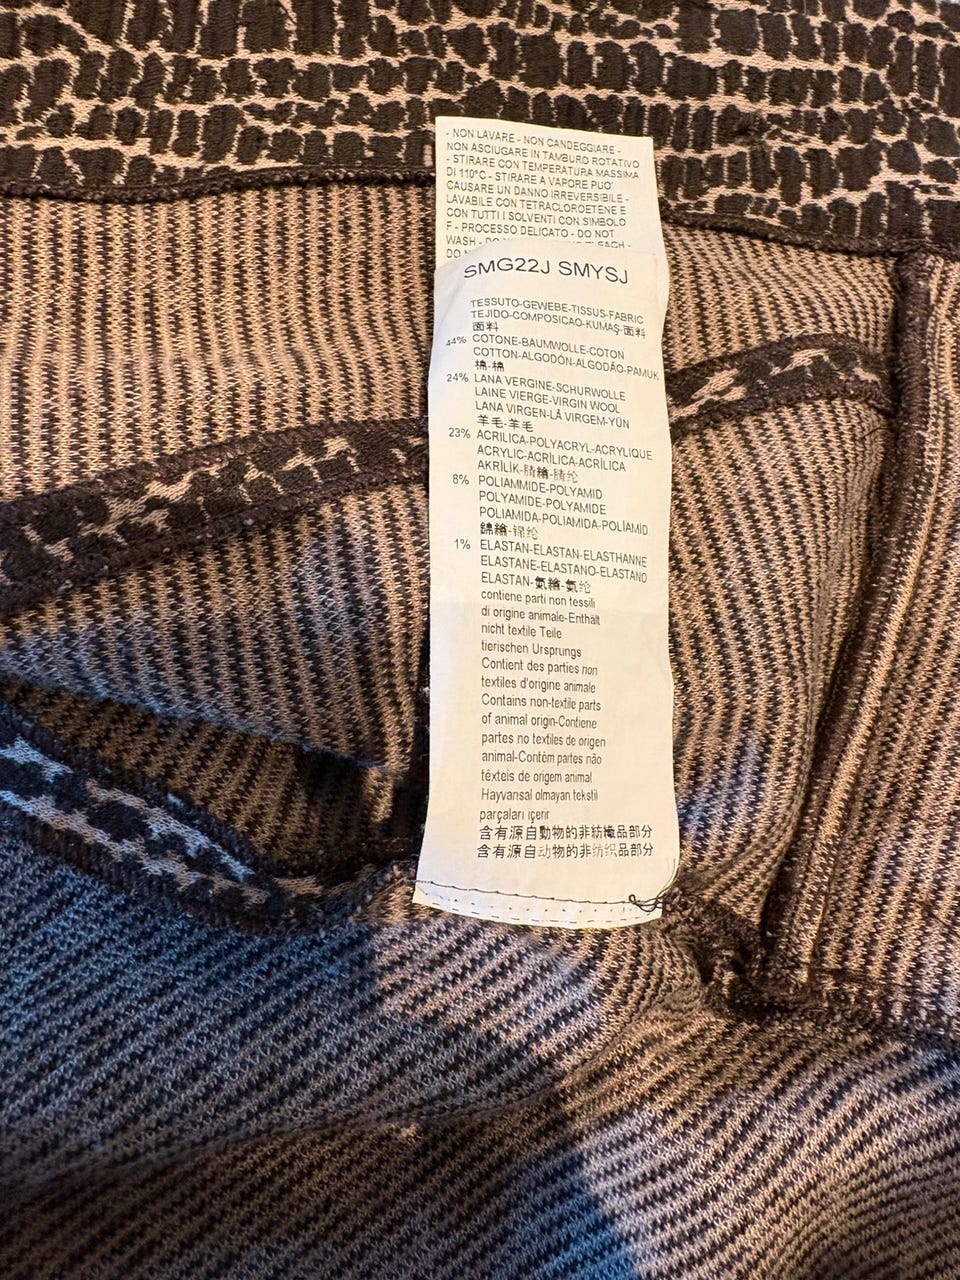 - NON LAVARE - NON CANDEGGIARE -
NON ASCIUGARE IN TAMBURO ROTATIVO
- STIRARE CON TEMPERATURA MASSIMA
DI 110°C - STIRARE A VAPORE PUO'
CAUSARE UN DANNO IRREVERSIBILE -
LAVABILE CON TETRACLOROETENE E
CON TUTTI I SOLVENTI CON SIMBOLO
F - PROCESSO DELICATO - DO NOT
WASH - BLEACH -
SMG22J SMYSJ
TESSUTO-GEWEBE-TISSUS-FABRIC
TEJIDO-COMPOSICAO-KUMAŞ-面料
面料
44% COTONE-BAUMWOLLE-COTON
COTTON-ALGODÓN-ALGODÃO-PAMUK
棉-棉
24% LANA VERGINE-SCHURWOLLE
LAINE VIERGE-VIRGIN WOOL
LANA VIRGEN-LÂ VIRGEM-YÜN
羊毛-羊毛
23% ACRILICA-POLYACRYL-ACRYLIQUE
ACRYLIC-ACRÍLICA-ACRÍLICA
AKRİLİK-腈繪-腈纶
8% POLIAMMIDE-POLYAMID
POLYAMIDE-POLYAMIDE
POLIAMIDA-POLIAMIDA-POLİAMİD
錦繪-锦纶
1% ELASTAN-ELASTAN-ELASTHANNE
ELASTANE-ELASTANO-ELASTANO
ELASTAN-氨繪-氨纶
contiene parti non tessili
di origine animale-Enthält
nicht textile Teile
tierischen Ursprungs
Contient des parties non
textiles d'origine animale
Contains non-textile parts
of animal origin-Contiene
partes no textiles de origen
animal-Contém partes não
têxteis de origem animal
Hayvansal olmayan tekstil
parçaları içerir
含有源自動物的非紡織品部分
含有源自动物的非纺织品部分